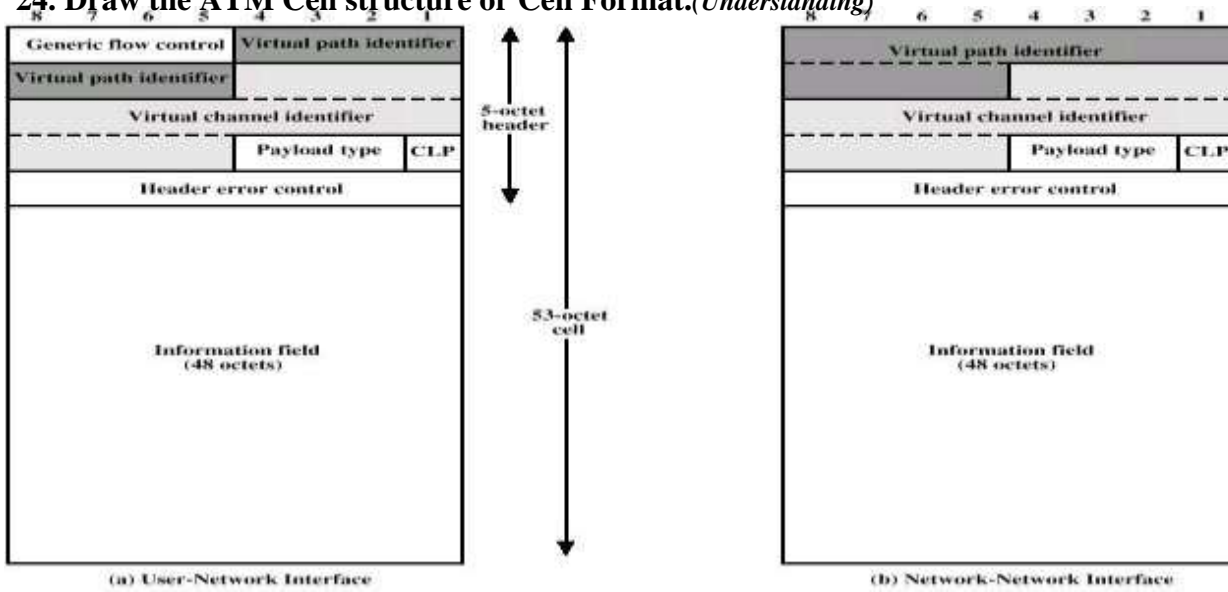 24. Draw the ATM Cell structure or Cell Format.(Understanding)
8 7 6 5 4 3 2 1
Generic flow control Virtual path identifier
Virtual path identifier
Virtual channel identifier
Payload type CLP
Header error control
Information field
(48 octets)
(a) User-Network Interface
5-octet
header
53-octet
cell
8 7 6 5 4 3 2 1
Virtual path identifier
Virtual channel identifier
Payload type CLP
Header error control
Information field
(48 octets)
(b) Network-Network Interface